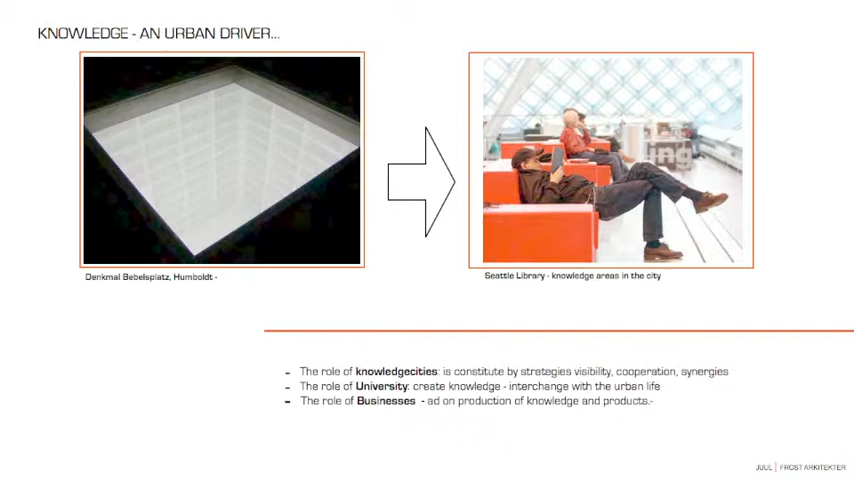 KNOWLEDGE - AN URBAN DRIVER...
Denkmal Bebelsplatz, Humboldt -
Seattle Library - knowledge areas in the city
- The role of knowledgecities: is constitute by strategies visibility, cooperation, synergies
- The role of University: create knowledge - interchange with the urban life
- The role of Businesses - ad on production of knowledge and products.-
JUUL | FROST ARKITEKTER